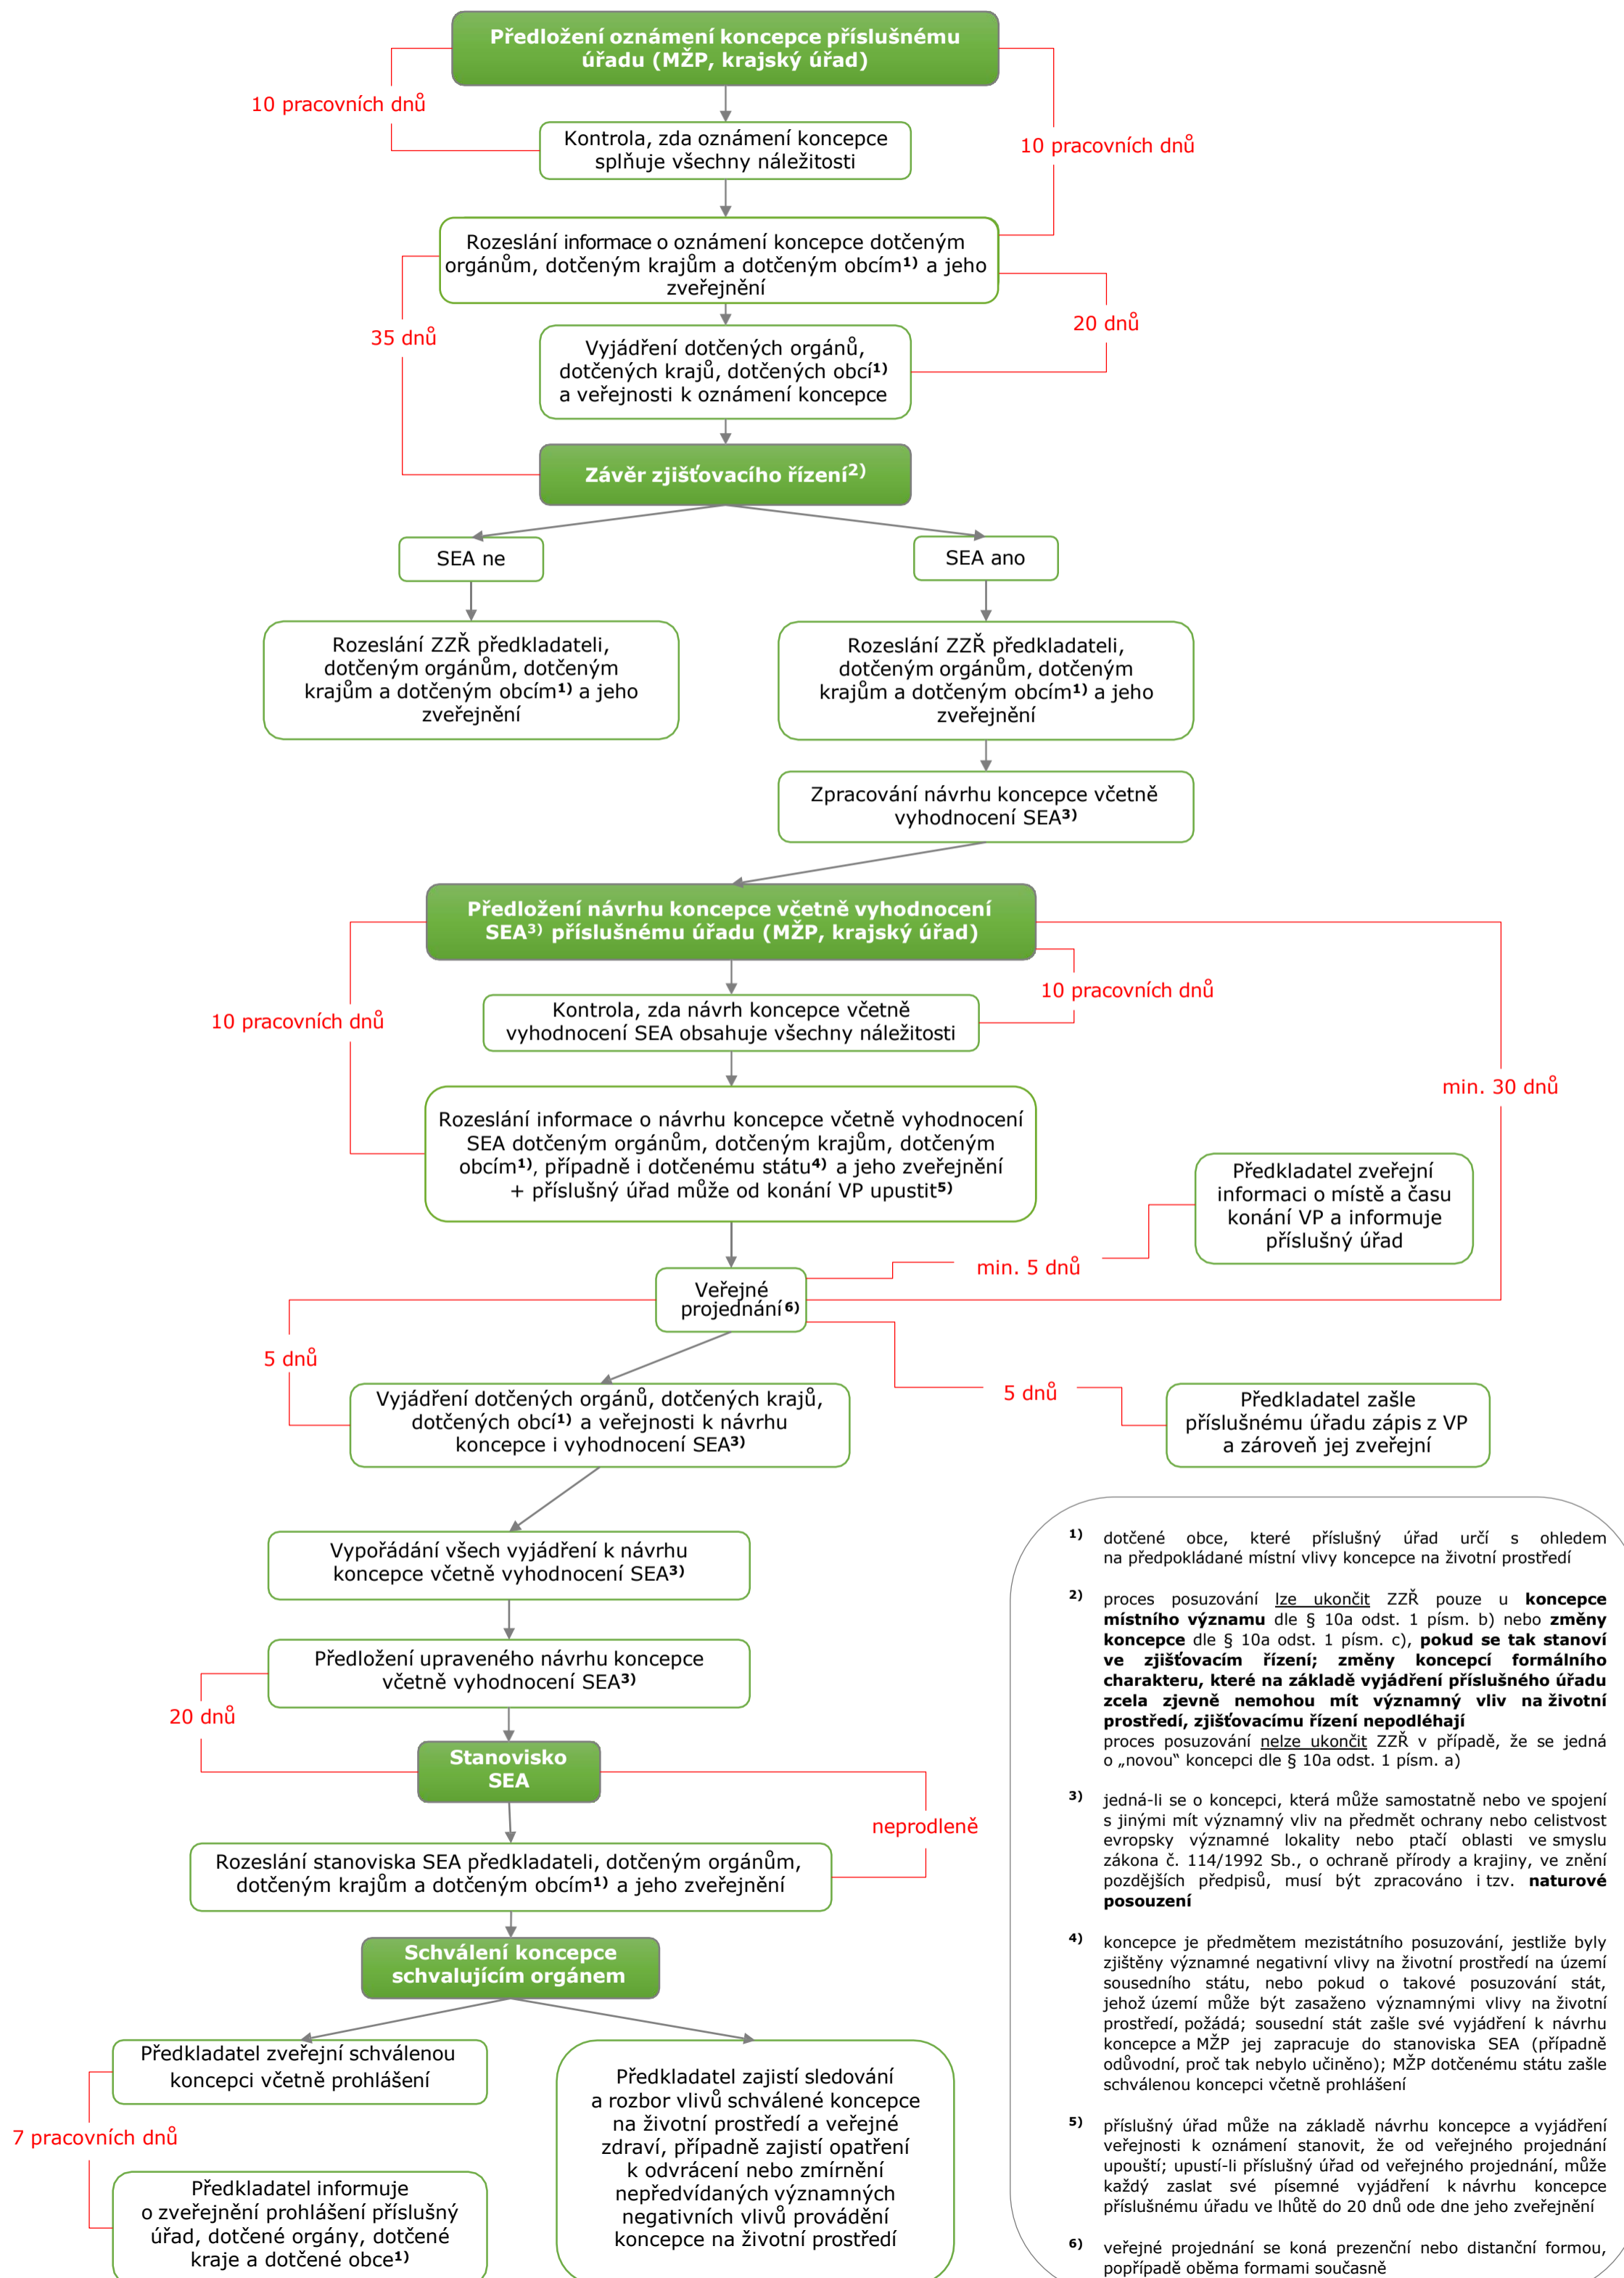 Předložení oznámení koncepce příslušnému
úřadu (MŽP, krajský úřad)
10 pracovních dnů
Kontrola, zda oznámení koncepce
splňuje všechny náležitosti
10 pracovních dnů
Rozeslání informace o oznámení koncepce dotčeným
orgánům, dotčeným krajům a dotčeným obcím1) a jeho
zveřejnění
35 dnů
20 dnů
Vyjádření dotčených orgánů,
dotčených krajů, dotčených obcí1)
a veřejnosti k oznámení koncepce
Závěr zjišťovacího řízení2)
SEA ne
SEA ano
Rozeslání ZZŘ předkladateli,
dotčeným orgánům, dotčeným
krajům a dotčeným obcím1) a jeho
zveřejnění
Rozeslání ZZŘ předkladateli,
dotčeným orgánům, dotčeným
krajům a dotčeným obcím1) a jeho
zveřejnění
Zpracování návrhu koncepce včetně
vyhodnocení SEA3)
Předložení návrhu koncepce včetně vyhodnocení
SEA3) příslušnému úřadu (MŽP, krajský úřad)
10 pracovních dnů
10 pracovních dnů
Kontrola, zda návrh koncepce včetně
vyhodnocení SEA obsahuje všechny náležitosti
min. 30 dnů
Rozeslání informace o návrhu koncepce včetně vyhodnocení
SEA dotčeným orgánům, dotčeným krajům, dotčeným
obcím1), případně i dotčenému státu4) a jeho zveřejnění
+ příslušný úřad může od konání VP upustit5)
Předkladatel zveřejní
informaci o místě a času
konání VP a informuje
příslušný úřad
min. 5 dnů
Veřejné
projednání6)
5 dnů
5 dnů
Vyjádření dotčených orgánů, dotčených krajů,
dotčených obcí1) a veřejnosti k návrhu
koncepce i vyhodnocení SEA3)
Předkladatel zašle
příslušnému úřadu zápis z VP
a zároveň jej zveřejní
Vypořádání všech vyjádření k návrhu
koncepce včetně vyhodnocení SEA3)
Předložení upraveného návrhu koncepce
včetně vyhodnocení SEA3)
20 dnů
Stanovisko
SEA
neprodleně
Rozeslání stanoviska SEA předkladateli, dotčeným orgánům,
dotčeným krajům a dotčeným obcím1) a jeho zveřejnění
Schválení koncepce
schvalujícím orgánem
Předkladatel zveřejní schválenou
koncepci včetně prohlášení
7 pracovních dnů
Předkladatel informuje
o zveřejnění prohlášení příslušný
úřad, dotčené orgány, dotčené
kraje a dotčené obce1)
Předkladatel zajistí sledování
a rozbor vlivů schválené koncepce
na životní prostředí a veřejné
zdraví, případně zajistí opatření
k odvrácení nebo zmírnění
nepředvídaných významných
negativních vlivů provádění
koncepce na životní prostředí
1) dotčené obce, které příslušný úřad určí s ohledem
na předpokládané místní vlivy koncepce na životní prostředí
2) proces posuzování lze ukončit ZZŘ pouze u koncepce
místního významu dle § 10a odst. 1 písm. b) nebo změny
koncepce dle § 10a odst. 1 písm. c), pokud se tak stanoví
ve zjišťovacím řízení; změny koncepcí formálního
charakteru, které na základě vyjádření příslušného úřadu
zcela zjevně nemohou mít významný vliv na životní
prostředí, zjišťovacímu řízení nepodléhají
proces posuzování nelze ukončit ZZŘ v případě, že se jedná
o „novou“ koncepci dle § 10a odst. 1 písm. a)
3) jedná-li se o koncepci, která může samostatně nebo ve spojení
s jinými mít významný vliv na předmět ochrany nebo celistvost
evropsky významné lokality nebo ptačí oblasti ve smyslu
zákona č. 114/1992 Sb., o ochraně přírody a krajiny, ve znění
pozdějších předpisů, musí být zpracováno i tzv. naturové
posouzení
4) koncepce je předmětem mezistátního posuzování, jestliže byly
zjištěny významné negativní vlivy na životní prostředí na území
sousedního státu, nebo pokud o takové posuzování stát,
jehož území může být zasaženo významnými vlivy na životní
prostředí, požádá; sousední stát zašle své vyjádření k návrhu
koncepce a MŽP jej zapracuje do stanoviska SEA (případně
odůvodní, proč tak nebylo učiněno); MŽP dotčenému státu zašle
schválenou koncepci včetně prohlášení
5) příslušný úřad může na základě návrhu koncepce a vyjádření
veřejnosti k oznámení stanovit, že od veřejného projednání
upouští; upustí-li příslušný úřad od veřejného projednání, může
každý zaslat své písemné vyjádření k návrhu koncepce
příslušnému úřadu ve lhůtě do 20 dnů ode dne jeho zveřejnění
6) veřejné projednání se koná prezenční nebo distanční formou,
popřípadě oběma formami současně